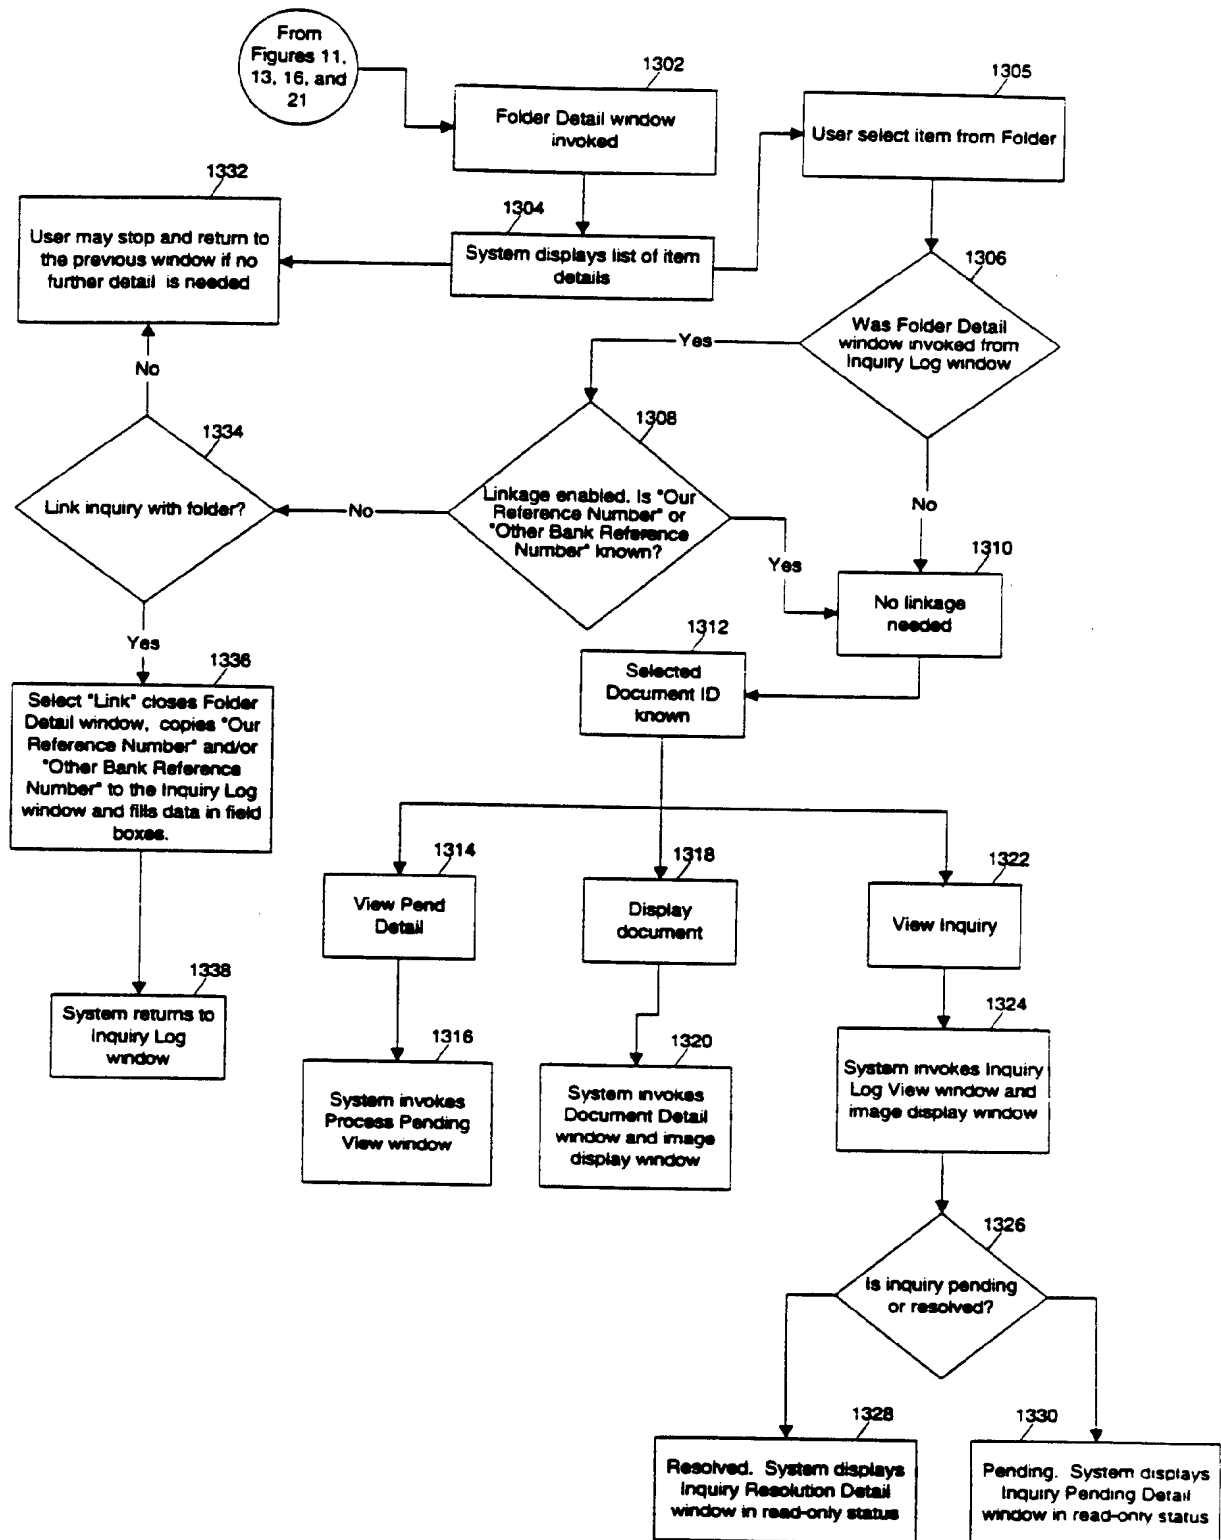 From
Figures 11,
13, 16, and
21
1302
Folder Detail window
invoked
1305
User select item from Folder
1332
User may stop and return to
the previous window if no
further detail is needed
1304
System displays list of item
details
1306
Was Folder Detail
window invoked from
Inquiry Log window
Yes
No
1308
Linkage enabled. Is "Our
Reference Number" or
"Other Bank Reference
Number" known?
1334
Link inquiry with folder?
No
No
Yes
1310
No linkage
needed
1312
Selected
Document ID
known
Yes
1336
Select "Link" closes Folder
Detail window, copies "Our
Reference Number" and/or
"Other Bank Reference
Number" to the Inquiry Log
window and fills data in field
boxes.
1314
View Pend
Detail
1318
Display
document
1322
View Inquiry
1338
System returns to
Inquiry Log
window
1316
System invokes
Process Pending
View window
1320
System invokes
Document Detail
window and image
display window
1324
System invokes Inquiry
Log View window and
image display window
1326
Is inquiry pending
or resolved?
1328
Resolved. System displays
Inquiry Resolution Detail
window in read-only status
1330
Pending. System displays
Inquiry Pending Detail
window in read-only status